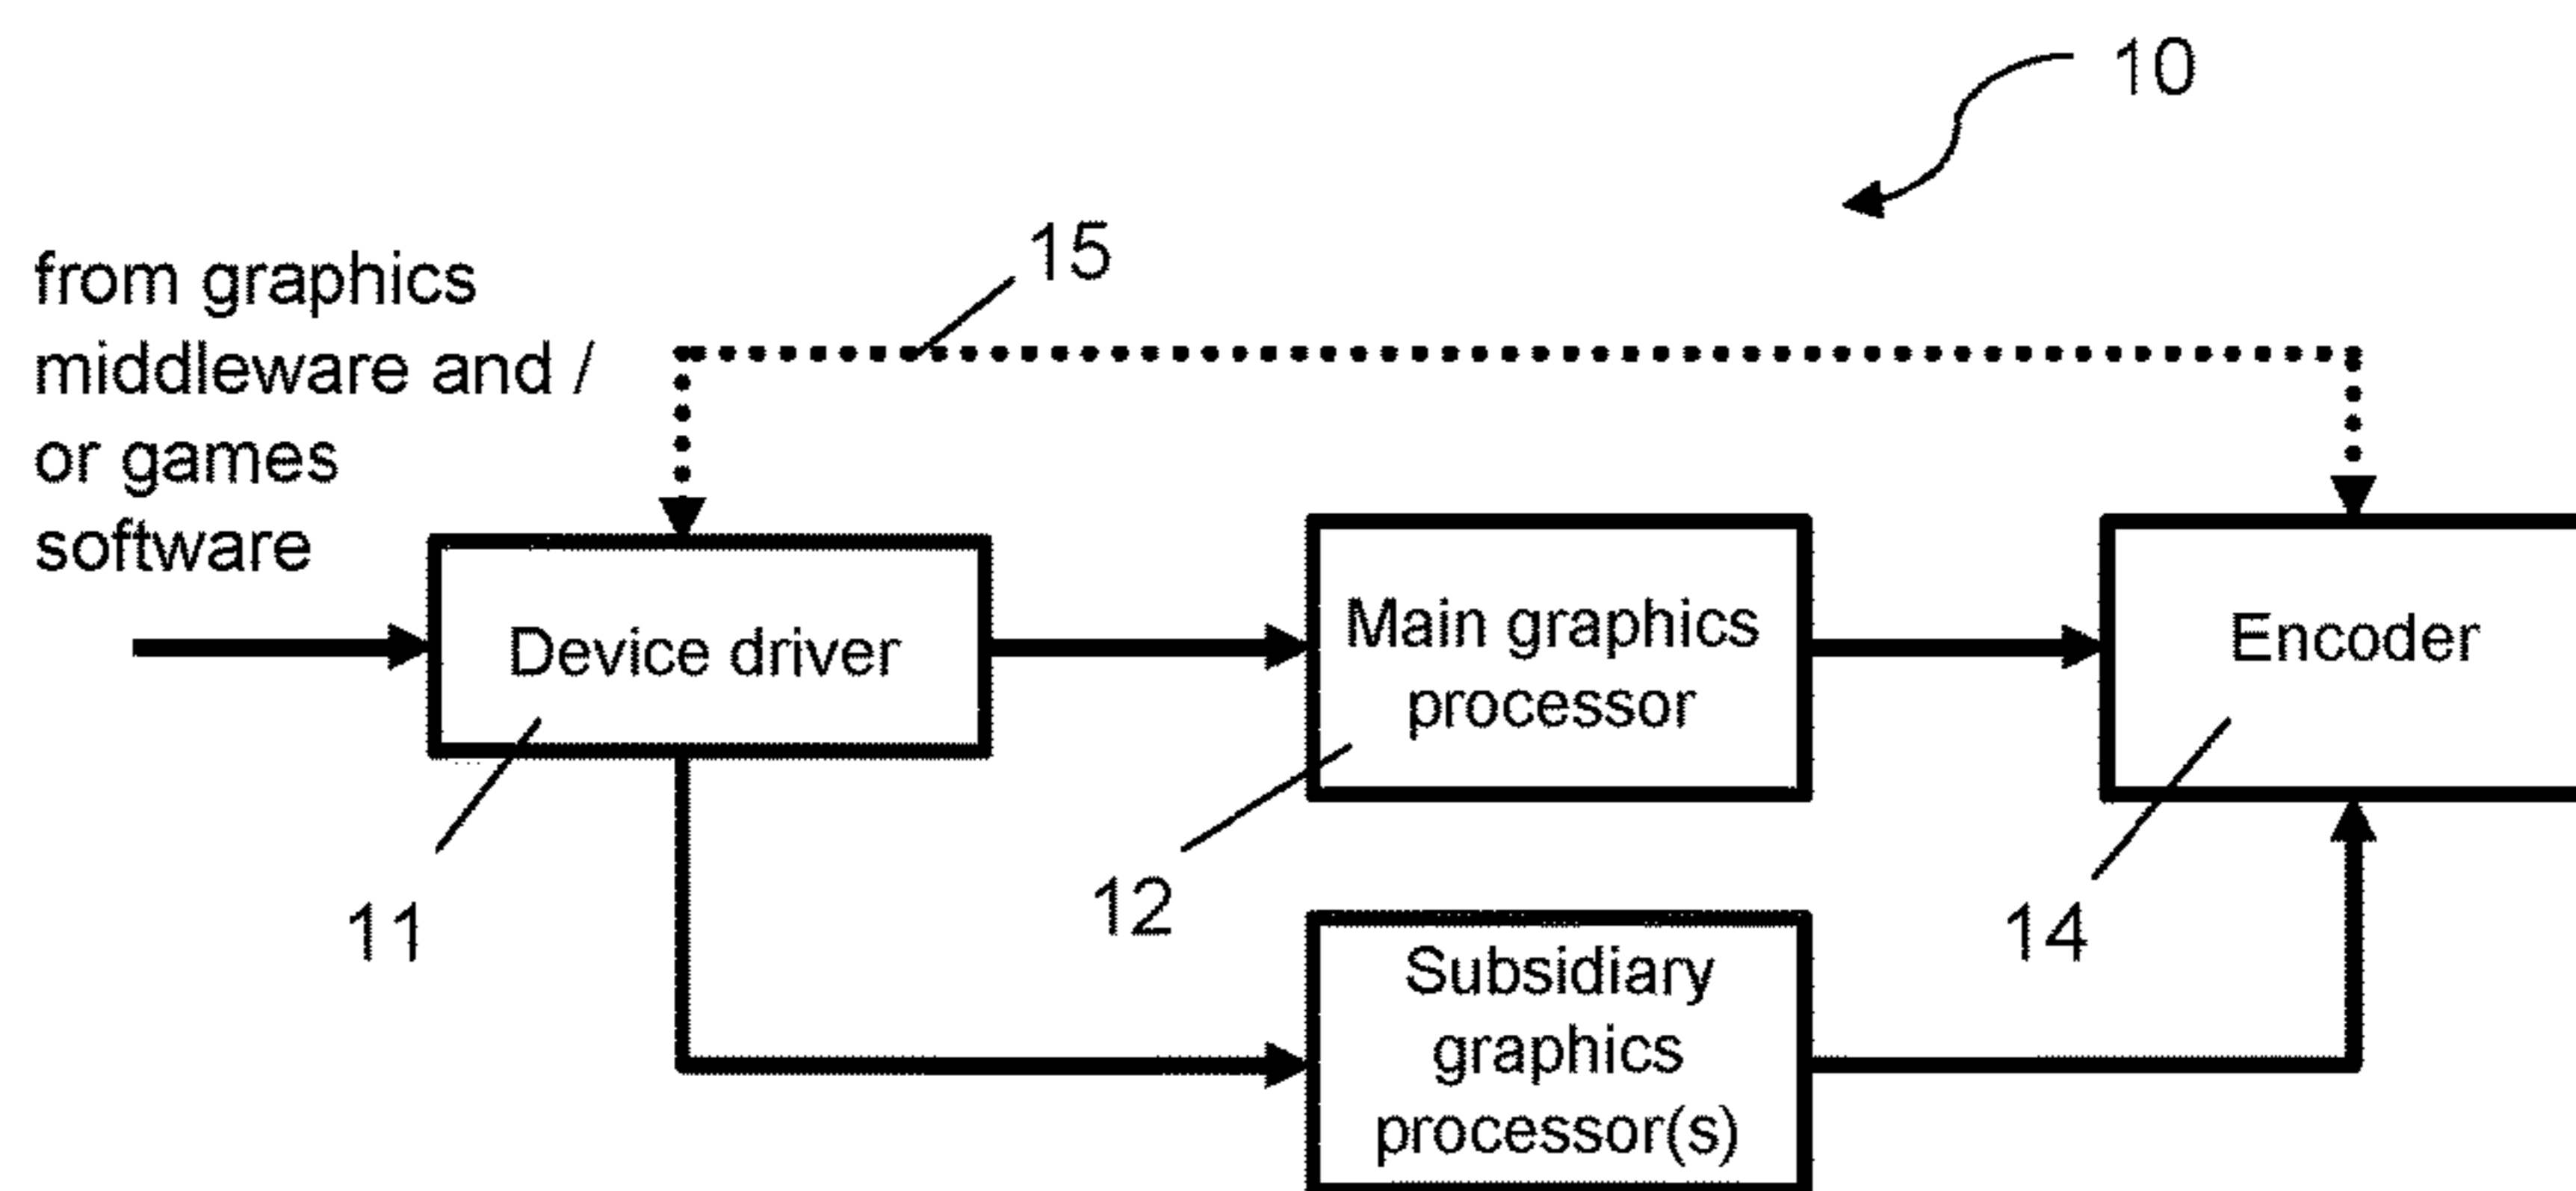 10
15
from graphics
middleware and /
or games
software
Device driver
Main graphics
processor
Encoder
11
12
14
Subsidiary
graphics
processor(s)